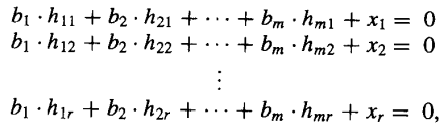 b₁ · h₁₁ + b₂ · h₂₁ + ⋯ + bₘ · hₘ₁ + x₁ = 0
b₁ · h₁₂ + b₂ · h₂₂ + ⋯ + bₘ · hₘ₂ + x₂ = 0
⋮
b₁ · h₁ᵣ + b₂ · h₂ᵣ + ⋯ + bₘ · hₘᵣ + xᵣ = 0,